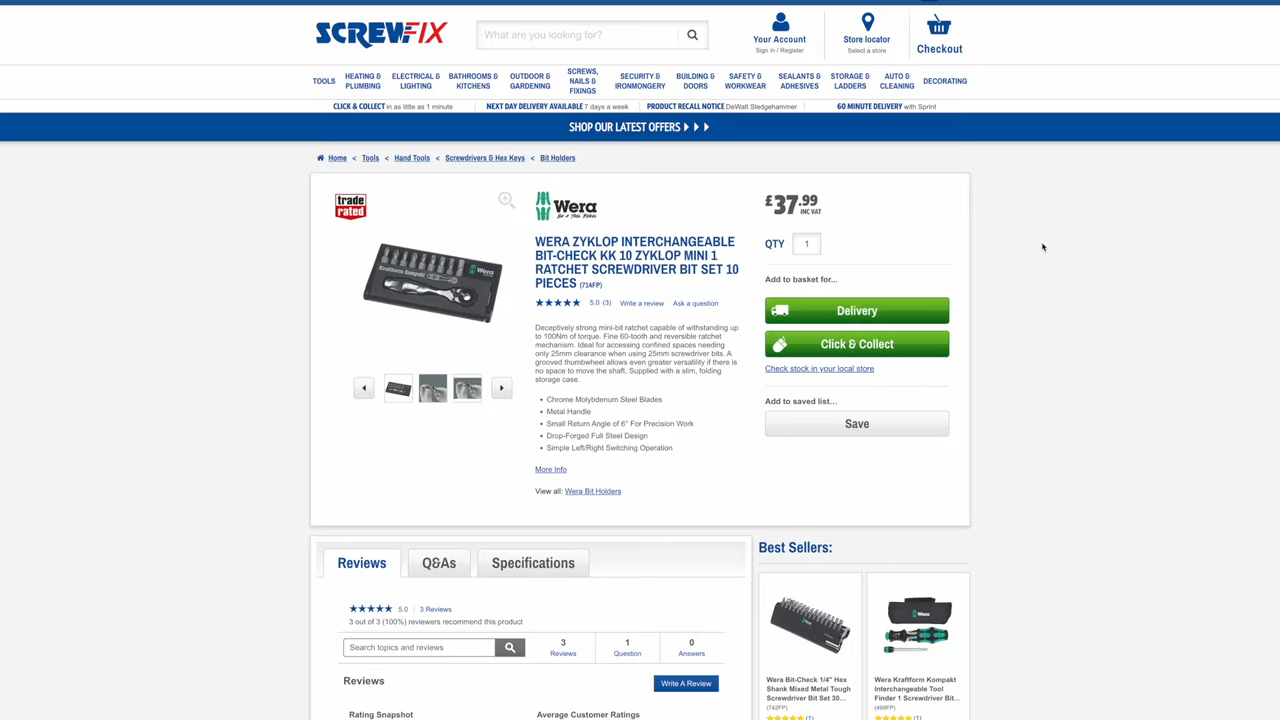 SCREWFIX
What are you looking for?
Your Account
Sign in / Register
Store locator
Select a store
Checkout
TOOLS
HEATING &
PLUMBING
ELECTRICAL &
LIGHTING
BATHROOMS &
KITCHENS
OUTDOOR &
GARDENING
SCREWS,
NAILS &
FIXINGS
SECURITY &
IRONMONGERY
BUILDING &
DOORS
SAFETY &
WORKWEAR
SEALANTS &
ADHESIVES
STORAGE &
LADDERS
AUTO &
CLEANING
DECORATING
CLICK & COLLECT in as little as 1 minute
NEXT DAY DELIVERY AVAILABLE 7 days a week
PRODUCT RECALL NOTICE DeWalt Sledgehammer
60 MINUTE DELIVERY with Sprint
SHOP OUR LATEST OFFERS
Home < Tools < Hand Tools < Screwdrivers & Hex Keys < Bit Holders
trade
rated
Wera
Be A Tool Rebel
WERA ZYKLOP INTERCHANGEABLE
BIT-CHECK KK 10 ZYKLOP MINI 1
RATCHET SCREWDRIVER BIT SET 10
PIECES (714FP)
5.0 (3) Write a review Ask a question
Deceptively strong mini-bit ratchet capable of withstanding up
to 100Nm of torque. Fine 60-tooth and reversible ratchet
mechanism. Ideal for accessing confined spaces needing
only 25mm clearance when using 25mm screwdriver bits. A
grooved thumbwheel allows even greater versatility if there is
no space to move the shaft. Supplied with a slim, folding
storage case.
Chrome Molybdenum Steel Blades
Metal Handle
Small Return Angle of 6° For Precision Work
Drop-Forged Full Steel Design
Simple Left/Right Switching Operation
More Info
View all: Wera Bit Holders
£37.99
INC VAT
QTY 1
Add to basket for...
Delivery
Click & Collect
Check stock in your local store
Add to saved list...
Save
Kraftform Kompakt
Wera
Reviews
Q&As
Specifications
5.0 3 Reviews
3 out of 3 (100%) reviewers recommend this product
Search topics and reviews
3
Reviews
1
Question
0
Answers
Reviews
Write A Review
Rating Snapshot
Average Customer Ratings
Best Sellers:
Wera
Wera Bit-Check 1/4" Hex
Shank Mixed Metal Tough
Screwdriver Bit Set 30...
(742FP)
(1)
Wera
Wera Kraftform Kompakt
Interchangeable Tool
Finder 1 Screwdriver Bit...
(499FP)
(1)